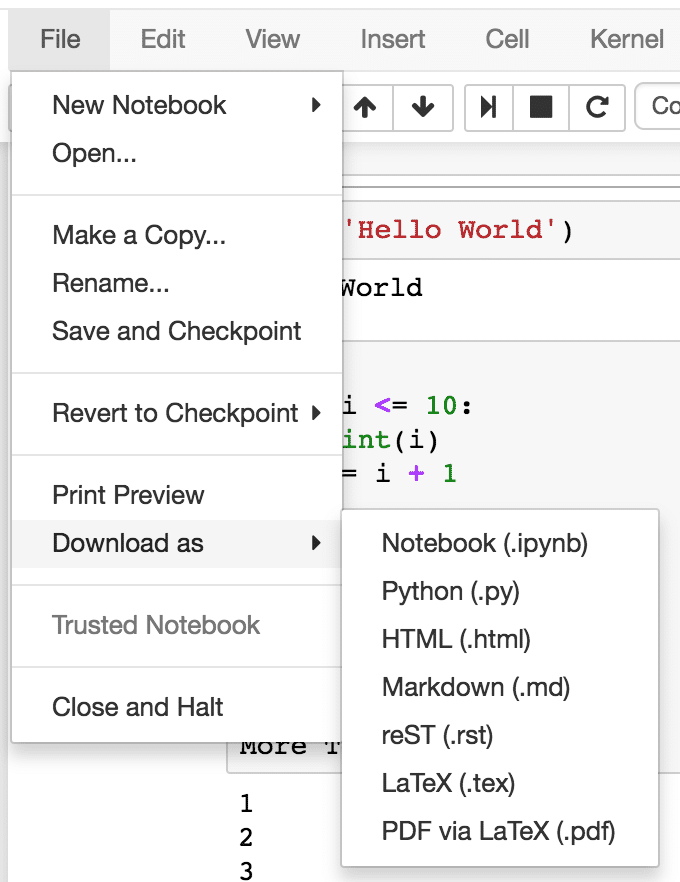 File Edit View Insert Cell Kernel
New Notebook
Open...
Make a Copy...
Rename...
Save and Checkpoint
Revert to Checkpoint
Print Preview
Download as
Trusted Notebook
Close and Halt
Notebook (.ipynb)
Python (.py)
HTML (.html)
Markdown (.md)
reST (.rst)
LaTeX (.tex)
PDF via LaTeX (.pdf)
Co
'Hello World')
World
i <= 10:
int(i)
= i + 1
More
1
2
3